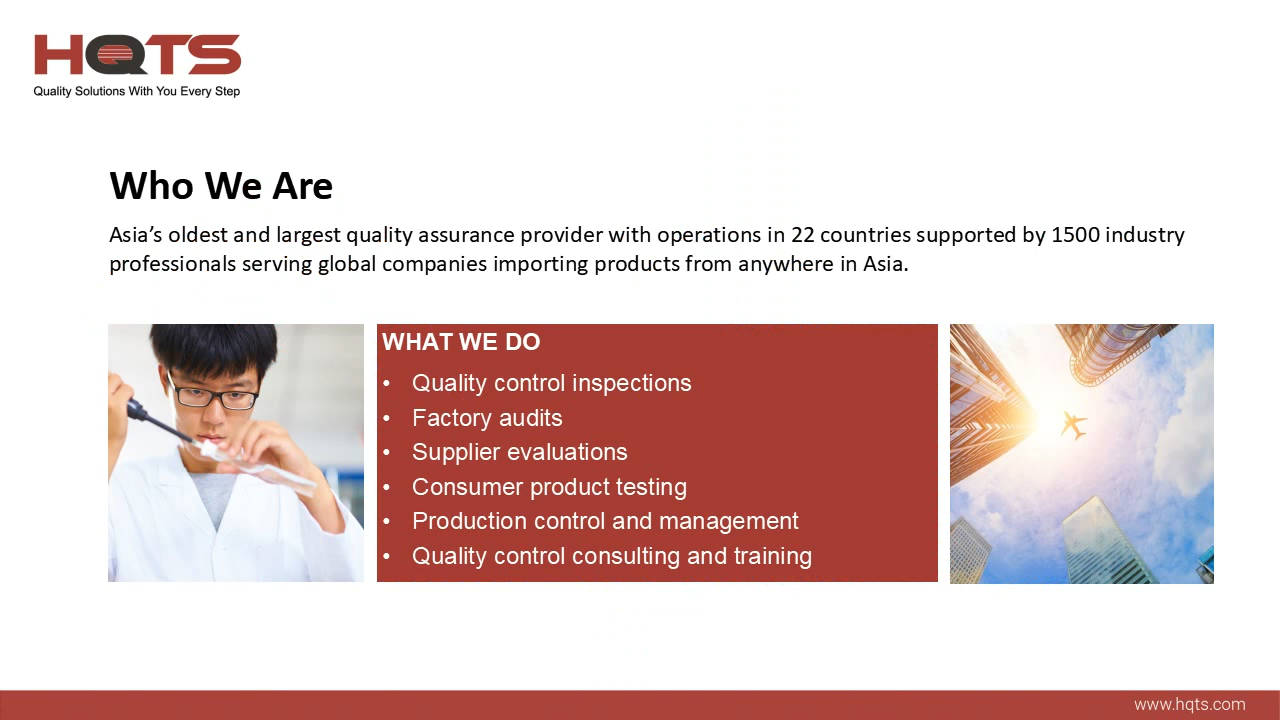 HQTS
Quality Solutions With You Every Step
Who We Are
Asia’s oldest and largest quality assurance provider with operations in 22 countries supported by 1500 industry
professionals serving global companies importing products from anywhere in Asia.
WHAT WE DO
• Quality control inspections
• Factory audits
• Supplier evaluations
• Consumer product testing
• Production control and management
• Quality control consulting and training
www.hqts.com